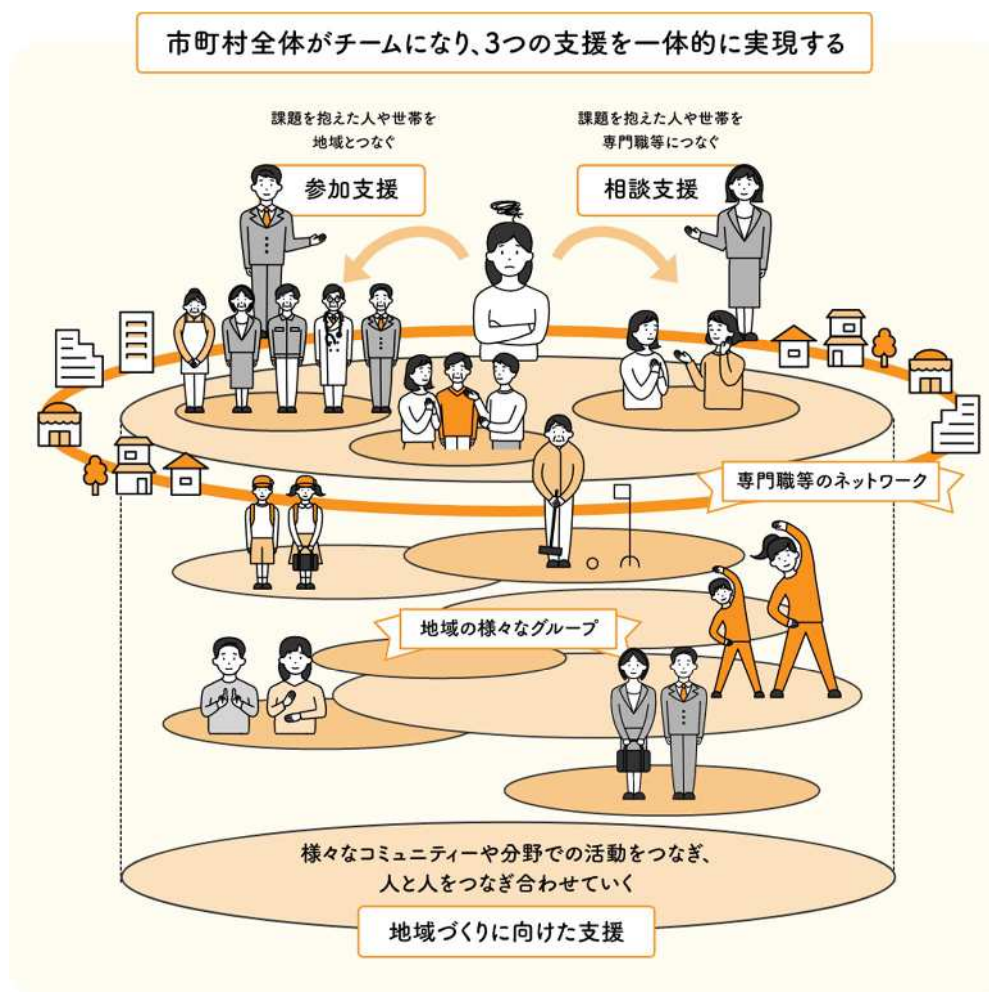 市町村全体がチームになり、3つの支援を一体的に実現する
課題を抱えた人や世帯を
地域とつなぐ
参加支援
課題を抱えた人や世帯を
専門職等につなぐ
相談支援
専門職等のネットワーク
地域の様々なグループ
様々なコミュニティーや分野での活動をつなぎ、
人と人をつなぎ合わせていく
地域づくりに向けた支援